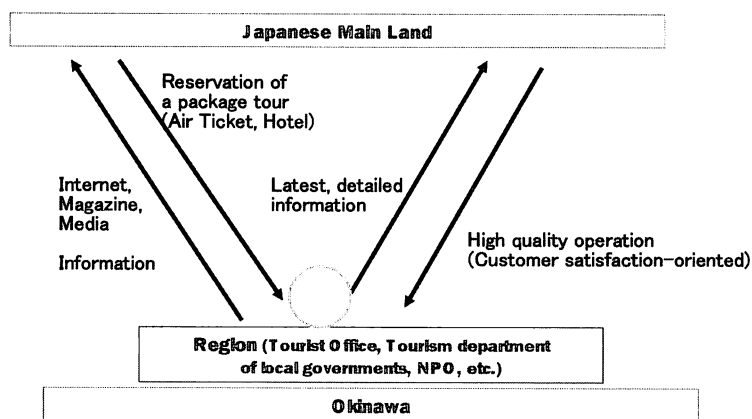 Japanese Main Land
Reservation of
a package tour
(Air Ticket, Hotel)
Internet,
Magazine,
Media
Information
Latest, detailed
information
High quality operation
(Customer satisfaction-oriented)
Region (Tourist Office, Tourism department
of local governments, NPO, etc.)
Okinawa